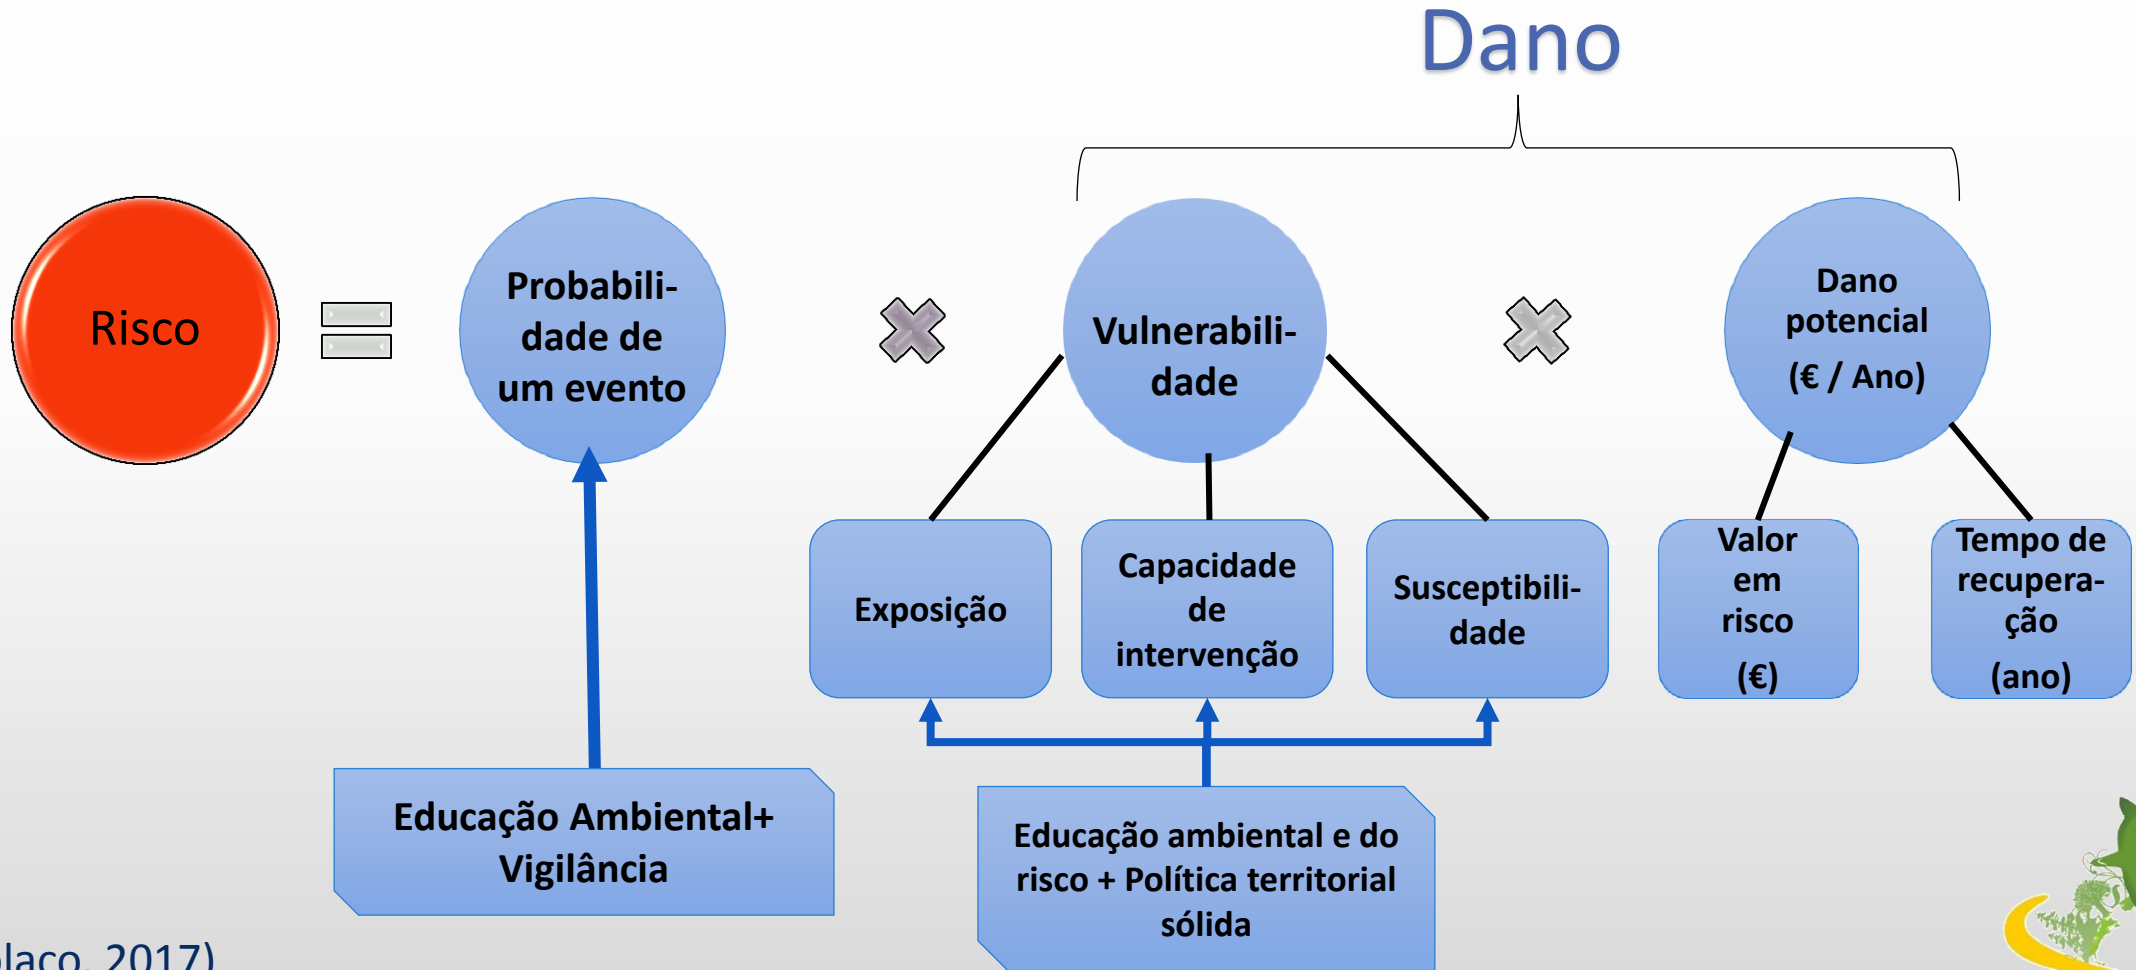 Dano
Risco
Probabili-
dade de
um evento
Vulnerabili-
dade
Dano
potencial
(€ / Ano)
Exposição
Capacidade
de
intervenção
Susceptibili-
dade
Valor
em
risco
(€)
Tempo de
recupera-
ção
(ano)
Educação Ambiental+
Vigilância
Educação ambiental e do
risco + Política territorial
sólida
2017)